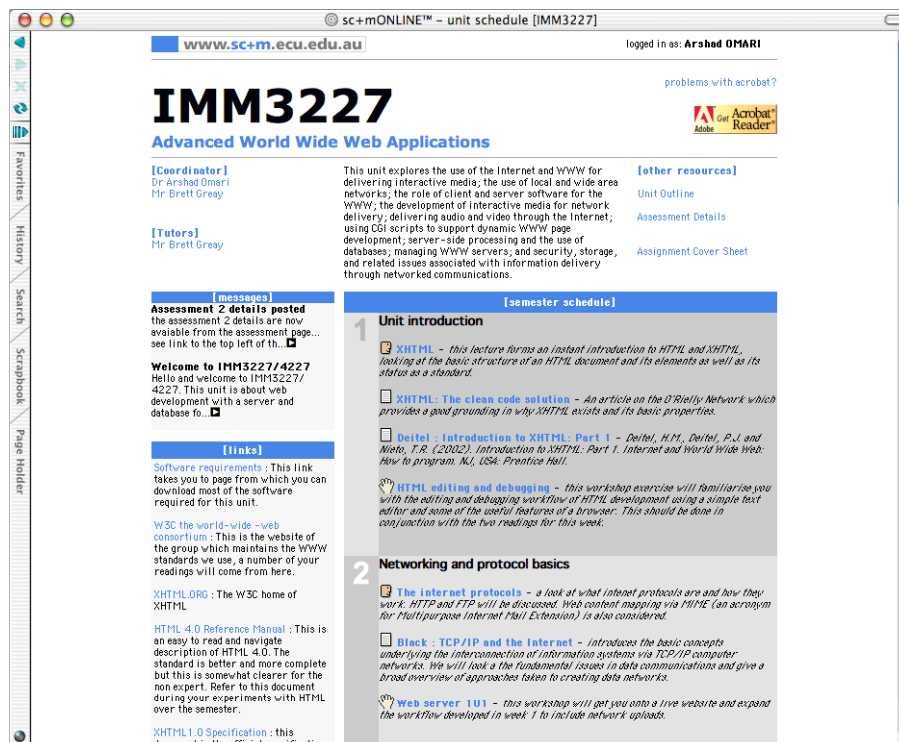 sc+mONLINE™ – unit schedule [IMM3227]
www.sc+m.ecu.edu.au
logged in as: Arshad OMARI
problems with acrobat?
IMM3227
Adobe
Get Acrobat®
Reader®
Advanced World Wide Web Applications
Favorites
History
Search
Scrapbook
Page Holder
[Coordinator]
Dr Arshad Omari
Mr Brett Greay
[Tutors]
Mr Brett Greay
This unit explores the use of the Internet and WWW for
delivering interactive media; the use of local and wide area
networks; the role of client and server software for the
WWW; the development of interactive media for network
delivery; delivering audio and video through the Internet;
using CGI scripts to support dynamic WWW page
development; server-side processing and the use of
databases; managing WWW servers; and security, storage,
and related issues associated with information delivery
through networked communications.
[other resources]
Unit Outline
Assessment Details
Assignment Cover Sheet
[messages]
Assessment 2 details posted
the assessment 2 details are now
avaiable from the assessment page...
see link to the top left of th...
Welcome to IMM3227/4227
Hello and welcome to IMM3227/
4227. This unit is about web
development with a server and
database fo...
[links]
Software requirements : This link
takes you to page from which you can
download most of the software
required for this unit.
W3C the world-wide -web
consortium : This is the website of
the group which maintains the WWW
standards we use, a number of your
readings will come from here.
XHTML.ORG : The W3C home of
XHTML
HTML 4.0 Reference Manual : This is
an easy to read and navigate
description of HTML 4.0. The
standard is better and more complete
but this is somewhat clearer for the
non expert. Refer to this document
during your experiments with HTML
over the semester.
XHTML1.0 Specification : this
[semester schedule]
1
Unit introduction
XHTML – this lecture forms an instant introduction to HTML and XHTML,
looking at the basic structure of an HTML document and its elements as well as its
status as a standard.
XHTML: The clean code solution – An article on the O'Rielly Network which
provides a good grounding in why XHTML exists and its basic properties.
Deitel : Introduction to XHTML: Part 1 – Deitel, H.M., Deitel, P.J. and
Nieto, T.R. (2002). Introduction to XHTML: Part 1. Internet and World Wide Web:
How to program. NJ, USA: Prentice Hall.
HTML editing and debugging – this workshop exercise will familiarise you
with the editing and debugging workflow of HTML development using a simple text
editor and some of the useful features of a browser. This should be done in
conjunction with the two readings for this week.
2
Networking and protocol basics
The internet protocols – a look at what intenet protocols are and how they
work. HTTP and FTP will be discussed. Web content mapping via MIME (an acronym
for Multipurpose Internet Mail Extension) is also considered.
Black : TCP/IP and the Internet – introduces the basic concepts
underlying the interconnection of information systems via TCP/IP computer
networks. We will look a the fundamental issues in data communications and give a
broad overview of approaches taken to creating data networks.
Web server 101 – this workshop will get you onto a live website and expand
the workflow developed in week 1 to include network uploads.